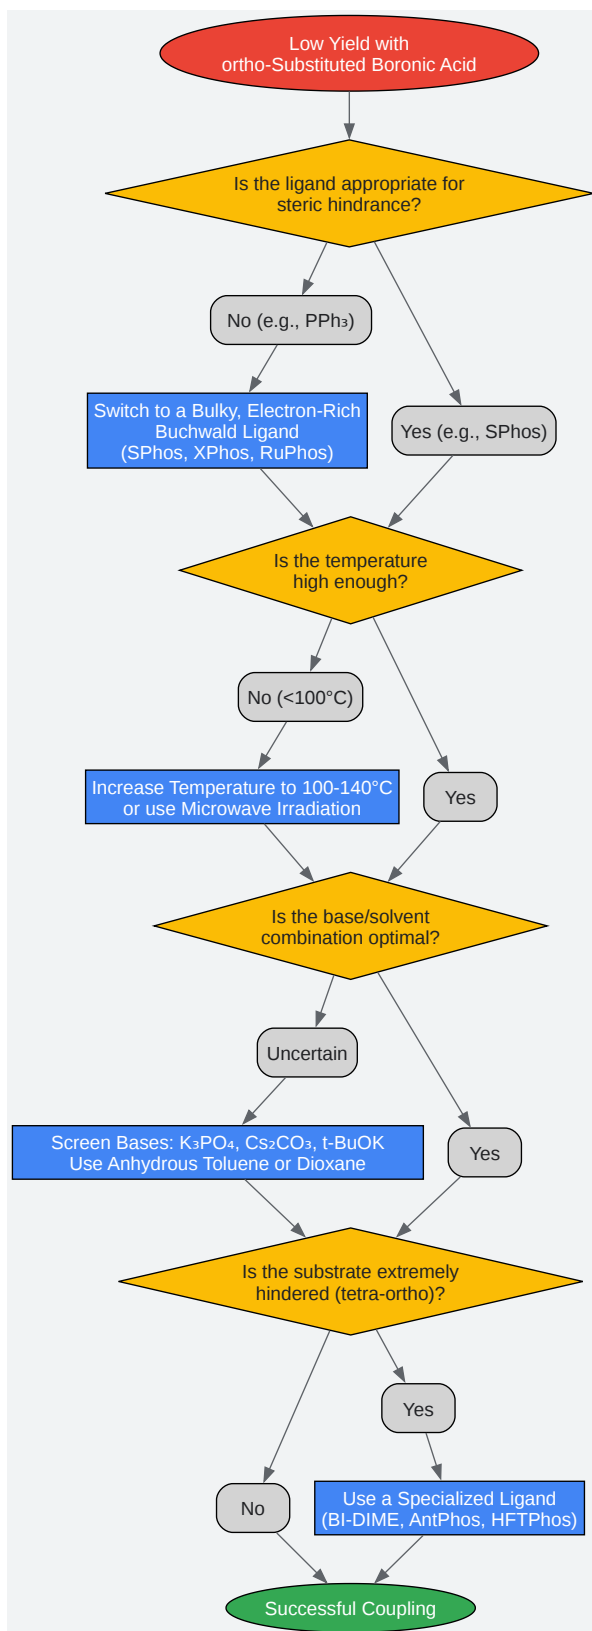 Low Yield with
ortho-Substituted Boronic Acid
Is the ligand appropriate for
steric hindrance?
No (e.g., PPh₃)
Switch to a Bulky, Electron-Rich
Buchwald Ligand
(SPhos, XPhos, RuPhos)
Yes (e.g., SPhos)
Is the temperature
high enough?
No (<100°C)
Increase Temperature to 100-140°C
or use Microwave Irradiation
Yes
Is the base/solvent
combination optimal?
Uncertain
Screen Bases: K₃PO₄, Cs₂CO₃, t-BuOK
Use Anhydrous Toluene or Dioxane
Yes
Is the substrate extremely
hindered (tetra-ortho)?
Yes
No
Use a Specialized Ligand
(BI-DIME, AntPhos, HFTPhos)
Successful Coupling